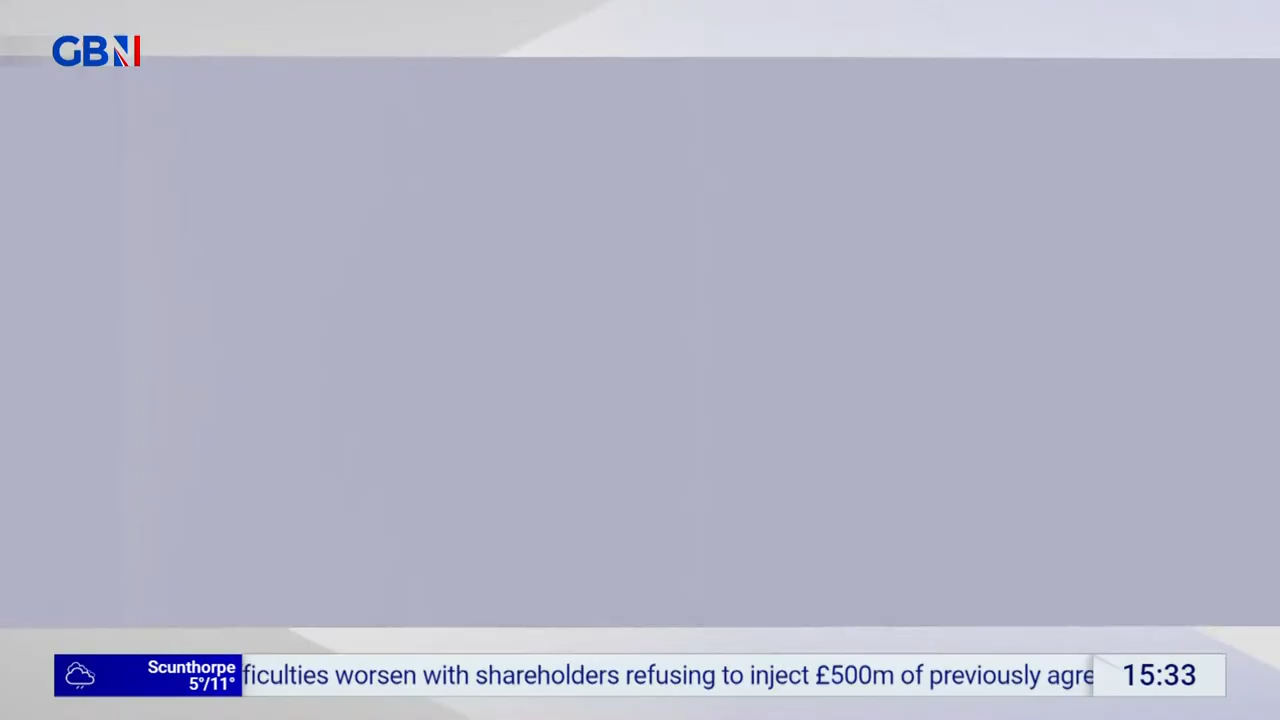 GBN
Scunthorpe
5°/11°
ficulties worsen with shareholders refusing to inject £500m of previously agre
15:33